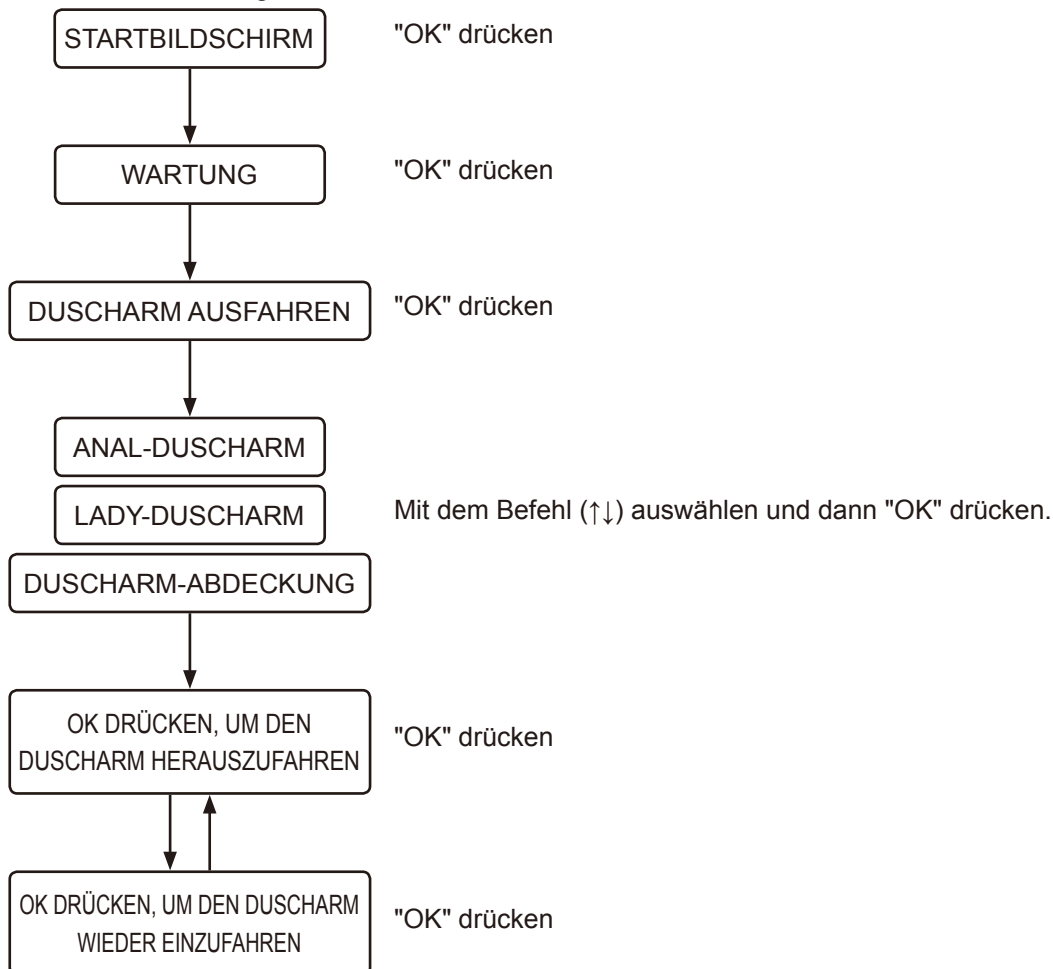 STARTBILDSCHIRM
"OK" drücken
WARTUNG
"OK" drücken
DUSCHARM AUSFAHREN
"OK" drücken
ANAL-DUSCHARM
LADY-DUSCHARM
Mit dem Befehl (↑↓) auswählen und dann "OK" drücken.
DUSCHARM-ABDECKUNG
OK DRÜCKEN, UM DEN
DUSCHARM HERAUSZUFAHREN
"OK" drücken
OK DRÜCKEN, UM DEN DUSCHARM
WIEDER EINZUFAHREN
"OK" drücken